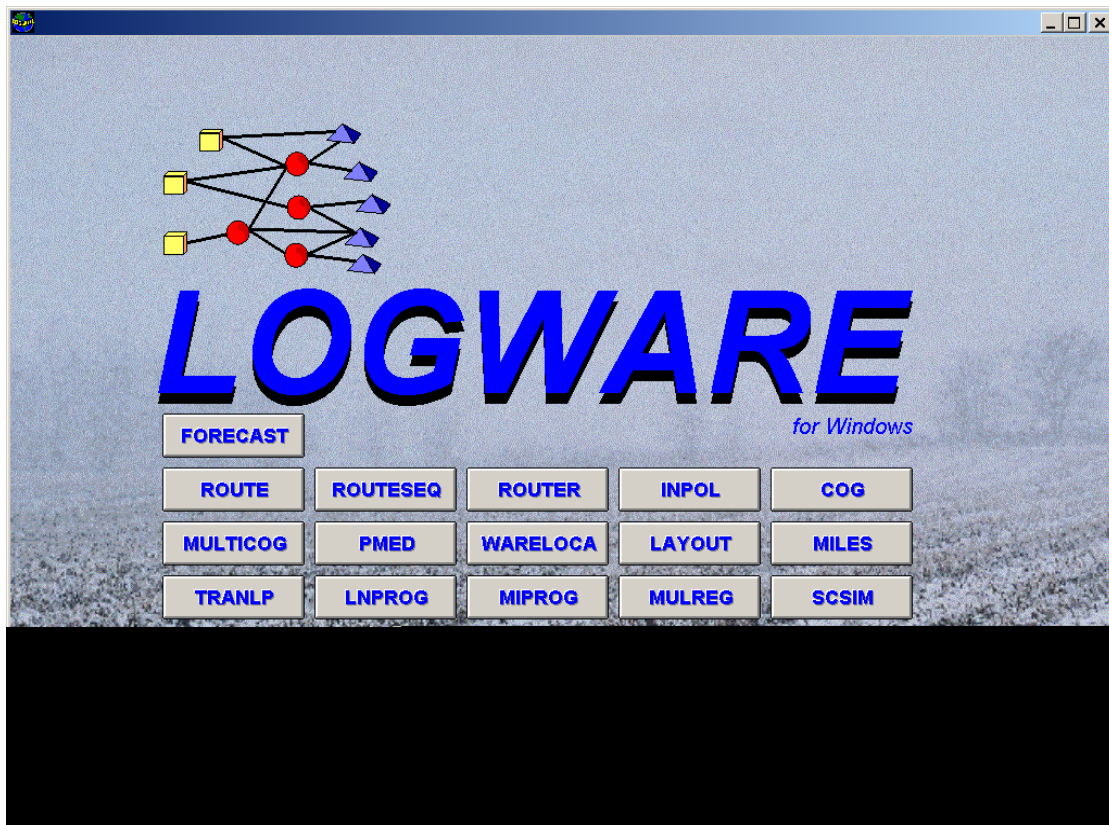 LOGWARE
for Windows
FORECAST
ROUTE ROUTESEQ ROUTER INPOL COG
MULTICOG PMED WARELOCA LAYOUT MILES
TRANLP LNPROG MIPROG MULREG SCSIM